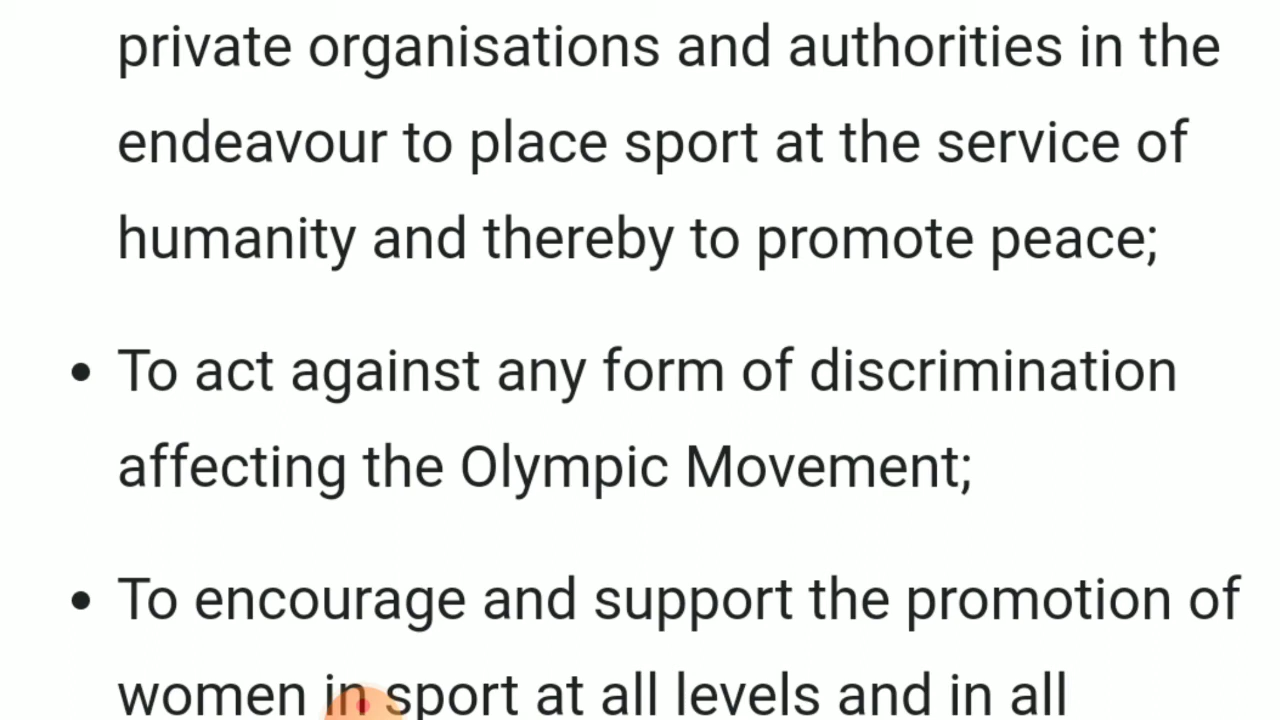 private organisations and authorities in the
endeavour to place sport at the service of
humanity and thereby to promote peace;
• To act against any form of discrimination
affecting the Olympic Movement;
• To encourage and support the promotion of
women in sport at all levels and in all